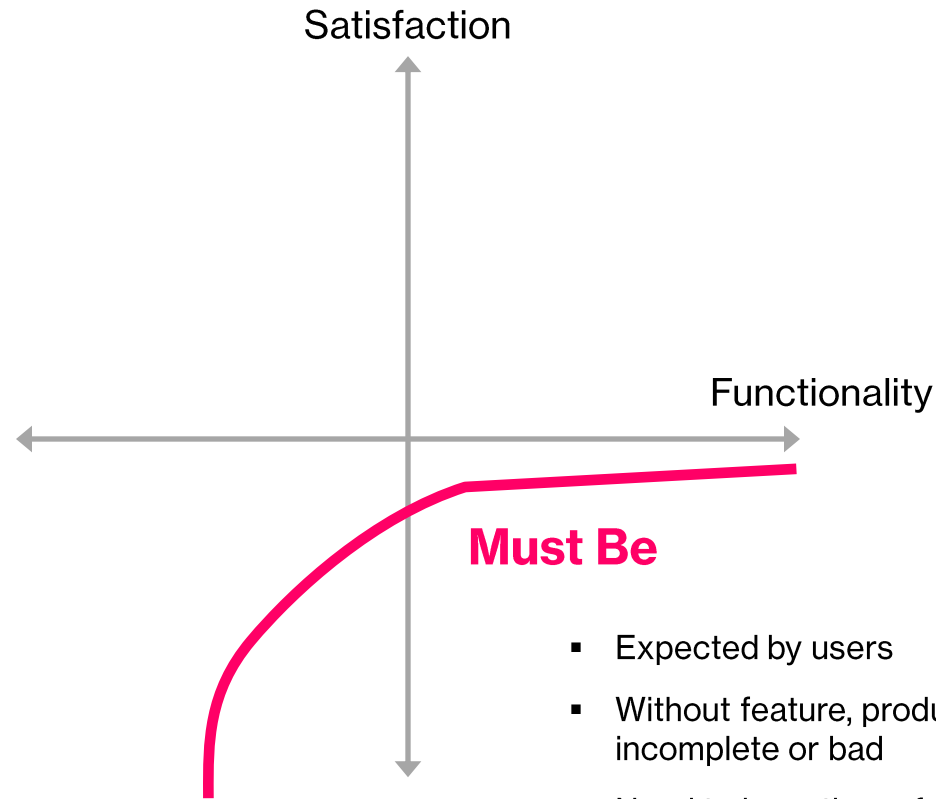 Satisfaction
Functionality
Must Be
▪ Expected by users
▪ Without feature, produ
incomplete or bad